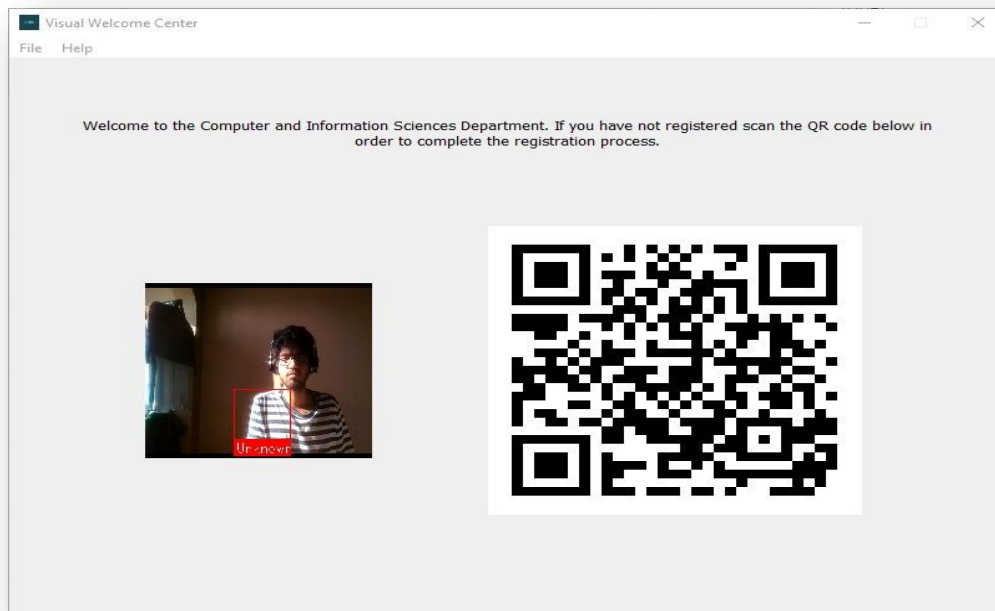 Visual Welcome Center
File Help
Welcome to the Computer and Information Sciences Department. If you have not registered scan the QR code below in
order to complete the registration process.
Unknown